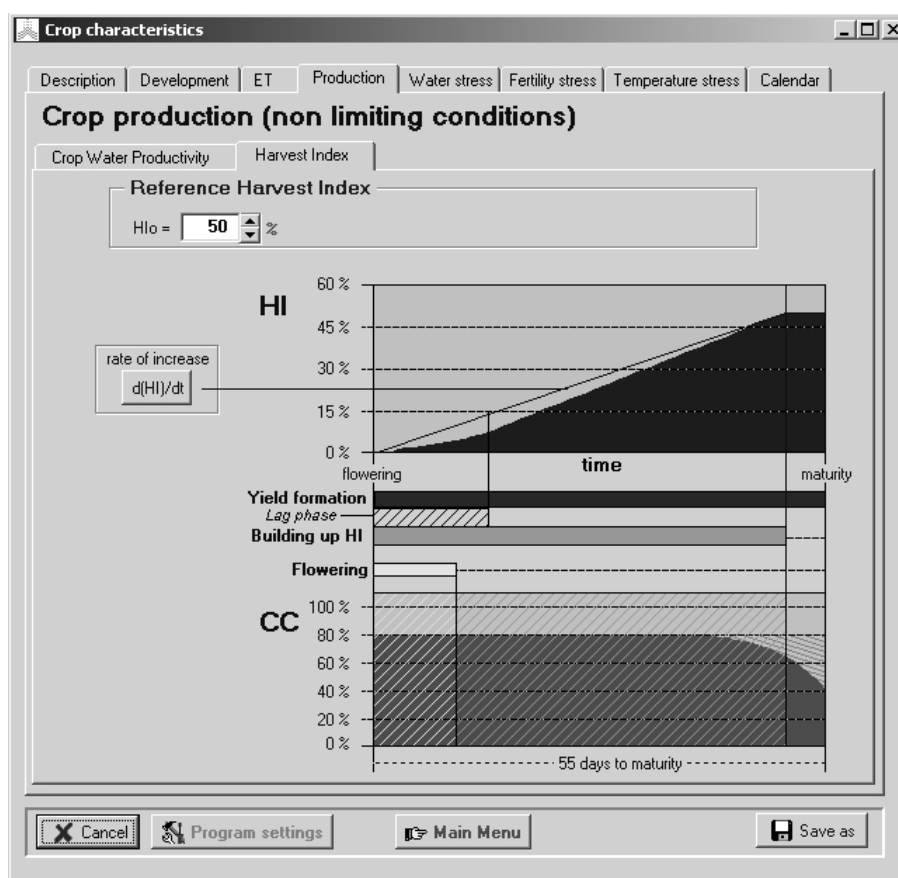 Crop characteristics
Description Development ET Production Water stress Fertility stress Temperature stress Calendar
Crop production (non limiting conditions)
Crop Water Productivity Harvest Index
Reference Harvest Index
HIo = 50 %
HI
60 %
45 %
rate of increase
30 %
d(HI)/dt
15 %
0 %
time
flowering maturity
Yield formation
Lag phase
Building up HI
Flowering
CC
100 %
80 %
60 %
40 %
20 %
0 %
55 days to maturity
Cancel Program settings Main Menu Save as